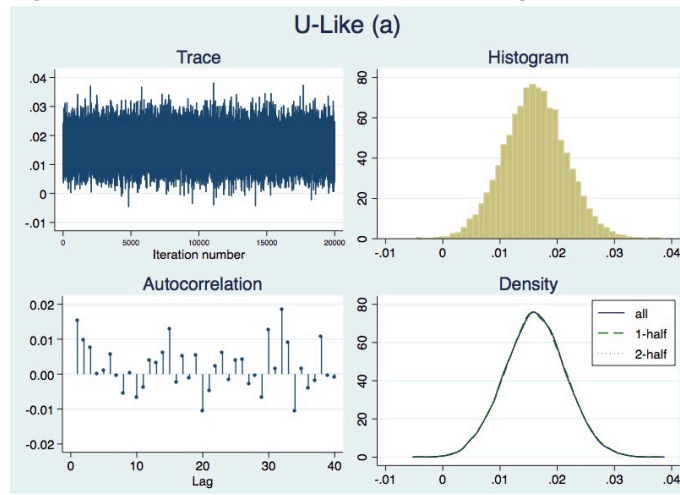 U-Like (a)
Trace
.04
.03
.02
.01
0
-.01
0 5000 10000 15000 20000
Iteration number
Histogram
80
60
40
20
0
-.01 0 .01 .02 .03 .04
Autocorrelation
0.02
0.01
0.00
-0.01
-0.02
0 10 20 30 40
Lag
Density
80
60
40
20
0
all
1-half
2-half
-.01 0 .01 .02 .03 .04